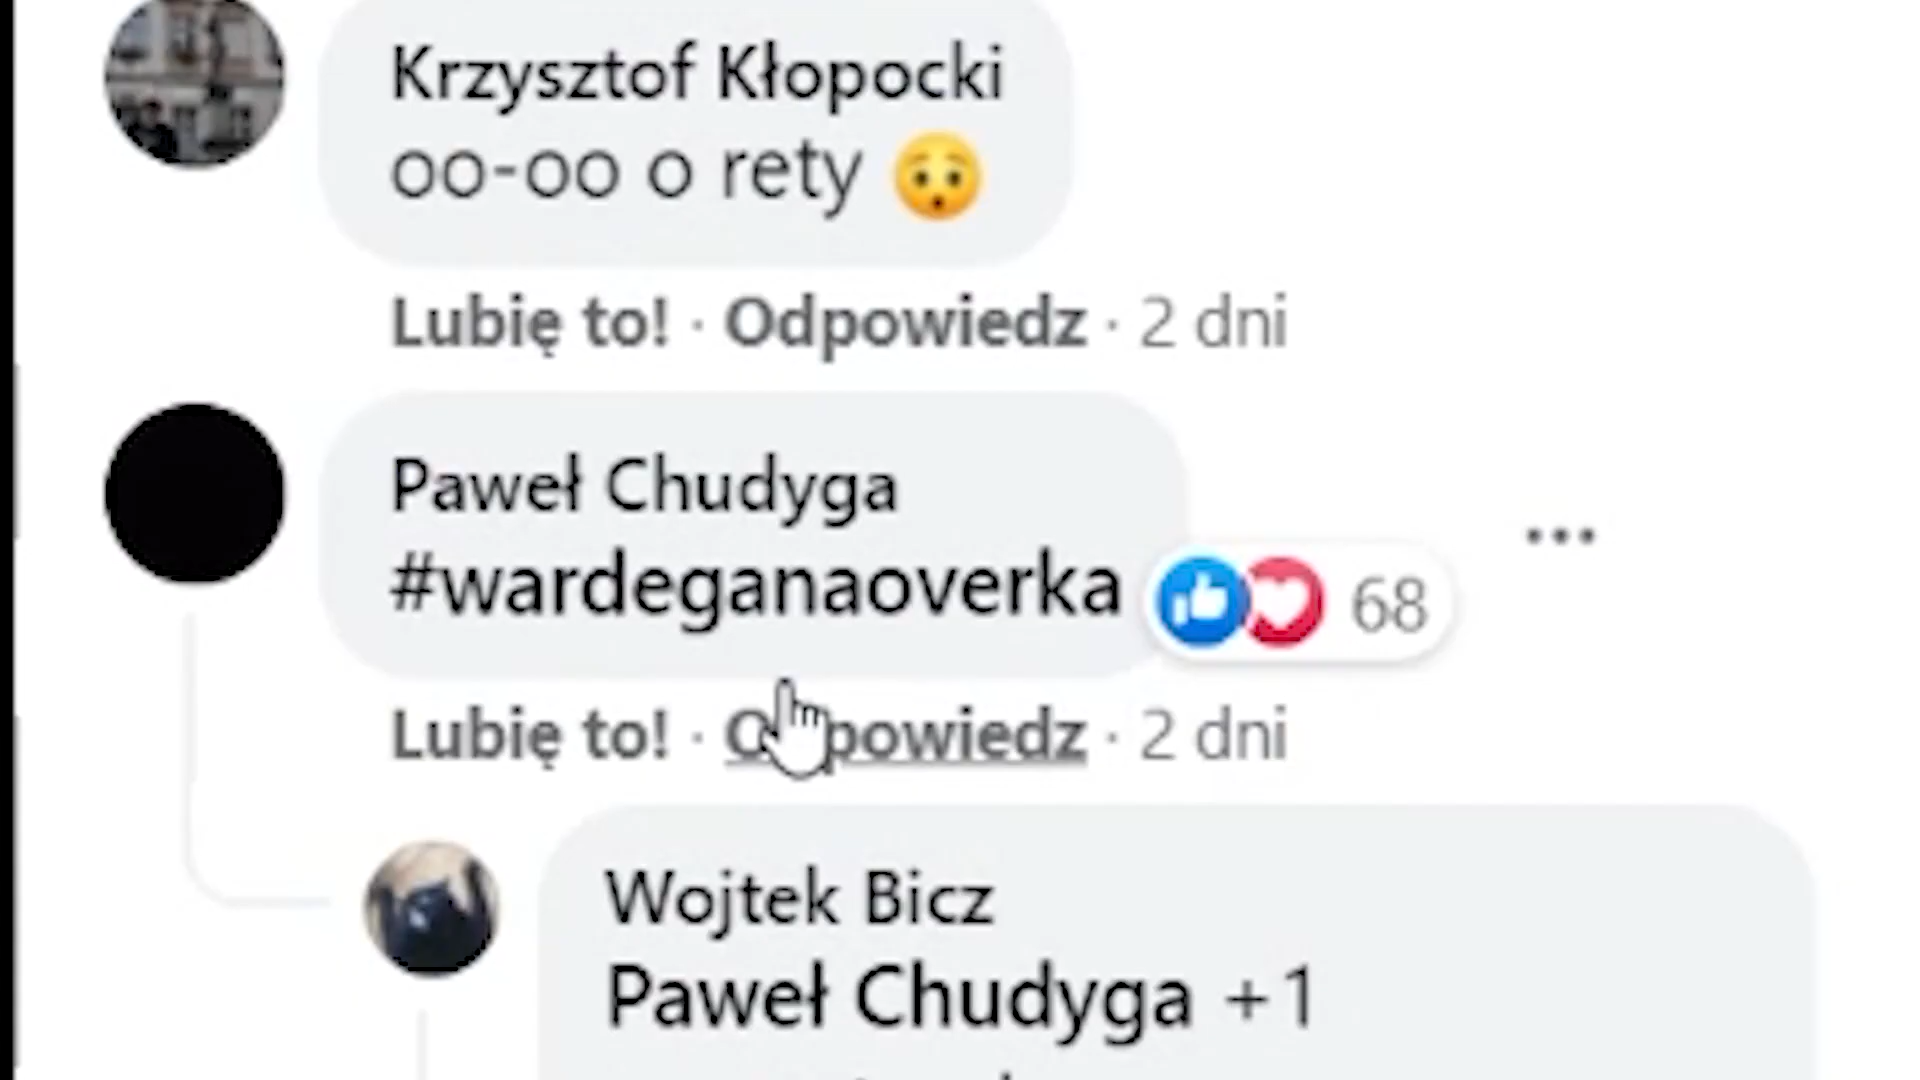 Krzysztof Kłopocki
oo-oo o rety 😯
Lubię to! · Odpowiedz · 2 dni
Paweł Chudyga
#wardeganaoverka
68
Lubię to! · Odpowiedz · 2 dni
Wojtek Bicz
Paweł Chudyga +1